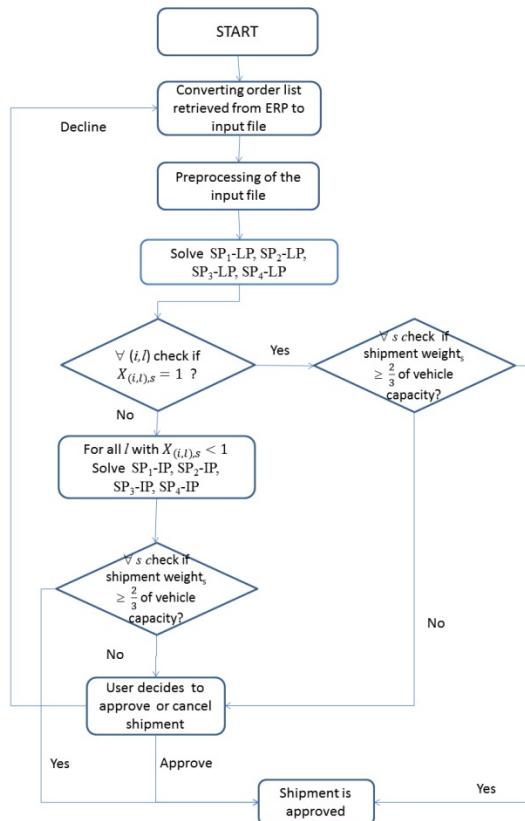 START
Converting order list
retrieved from ERP to
input file
Decline
Preprocessing of the
input file
Solve SP₁-LP, SP₂-LP,
SP₃-LP, SP₄-LP
∀ (i,l) check if
X₍ᵢ,ₗ₎,ₛ = 1 ?
Yes
∀ s check if
shipment weightₛ
≥ 2/3 of vehicle
capacity?
No
For all l with X₍ᵢ,ₗ₎,ₛ < 1
Solve SP₁-IP, SP₂-IP,
SP₃-IP, SP₄-IP
∀ s check if
shipment weightₛ
≥ 2/3 of vehicle
capacity?
No
No
User decides to
approve or cancel
shipment
Yes
Approve
Shipment is
approved
Yes